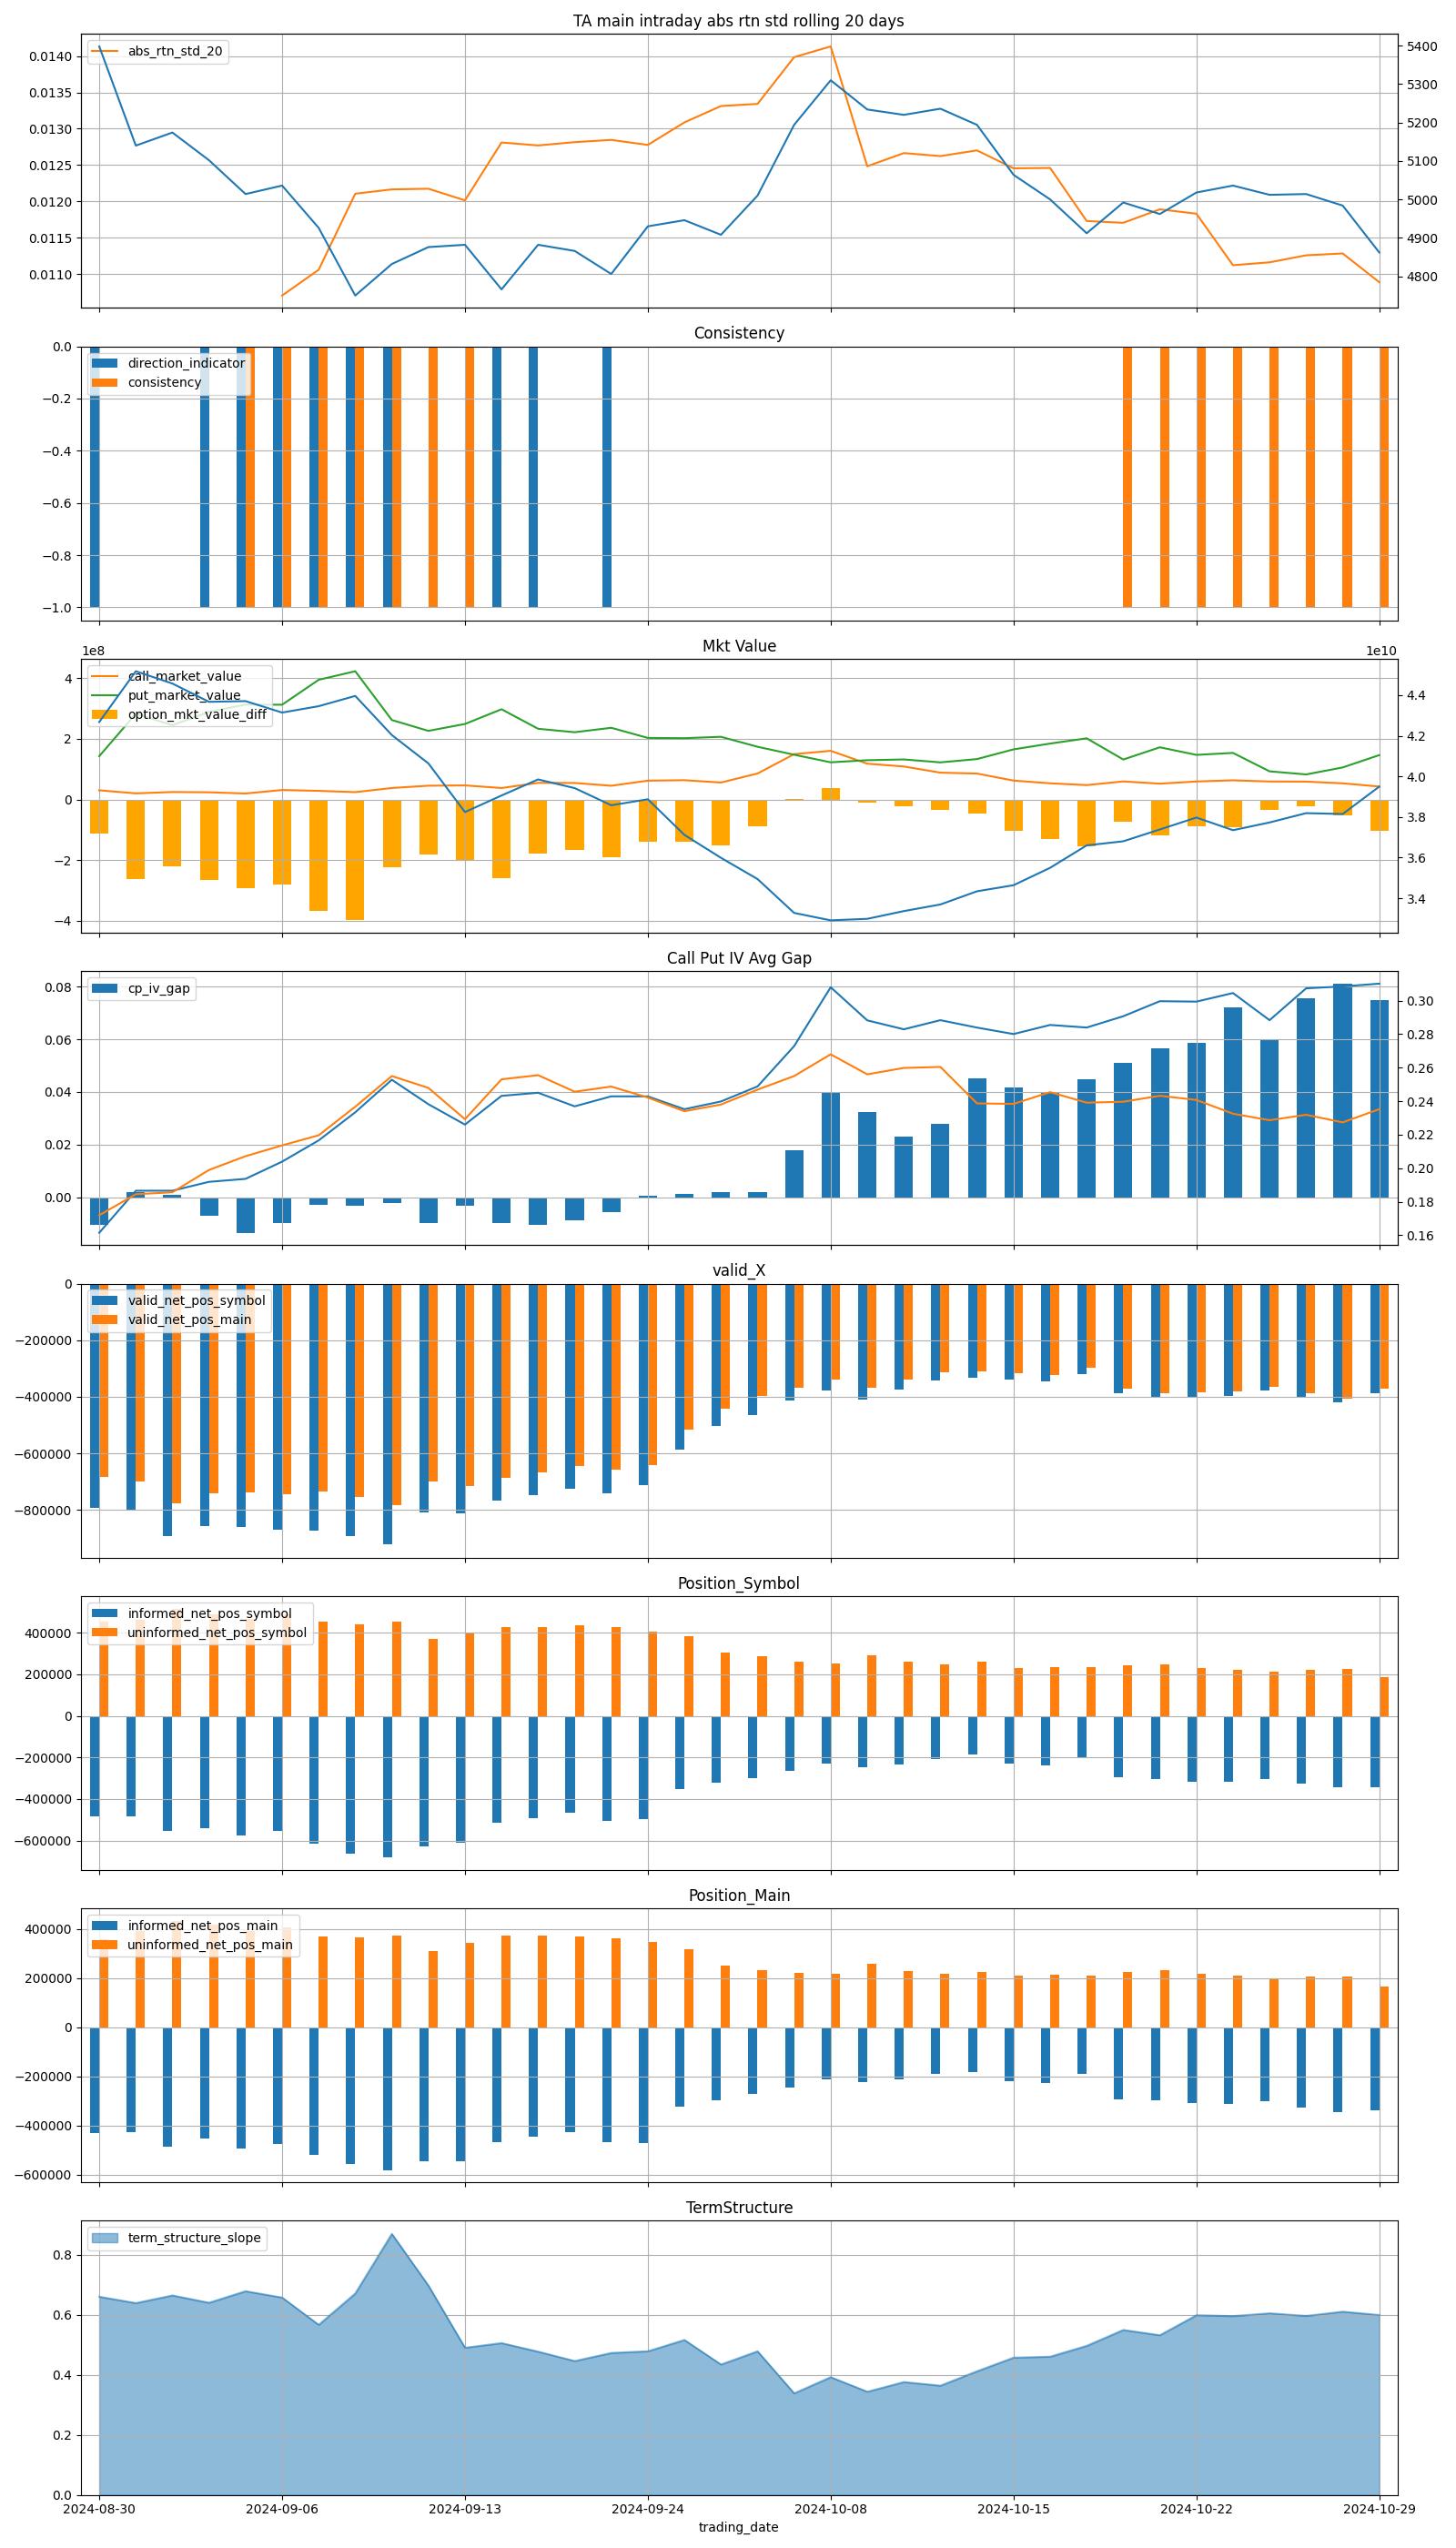 TA main intraday abs rtn std rolling 20 days
abs_rtn_std_20
0.0140
0.0135
0.0130
0.0125
0.0120
0.0115
0.0110
5400
5300
5200
5100
5000
4900
4800
Consistency
direction_indicator
consistency
0.0
−0.2
−0.4
−0.6
−0.8
−1.0
Mkt Value
1e8
1e10
call_market_value
put_market_value
option_mkt_value_diff
4
2
0
−2
−4
4.4
4.2
4.0
3.8
3.6
3.4
Call Put IV Avg Gap
cp_iv_gap
0.08
0.06
0.04
0.02
0.00
0.30
0.28
0.26
0.24
0.22
0.20
0.18
0.16
valid_X
valid_net_pos_symbol
valid_net_pos_main
0
−200000
−400000
−600000
−800000
Position_Symbol
informed_net_pos_symbol
uninformed_net_pos_symbol
400000
200000
0
−200000
−400000
−600000
Position_Main
informed_net_pos_main
uninformed_net_pos_main
400000
200000
0
−200000
−400000
−600000
TermStructure
term_structure_slope
0.8
0.6
0.4
0.2
0.0
2024-08-30
2024-09-06
2024-09-13
2024-09-24
2024-10-08
2024-10-15
2024-10-22
2024-10-29
trading_date